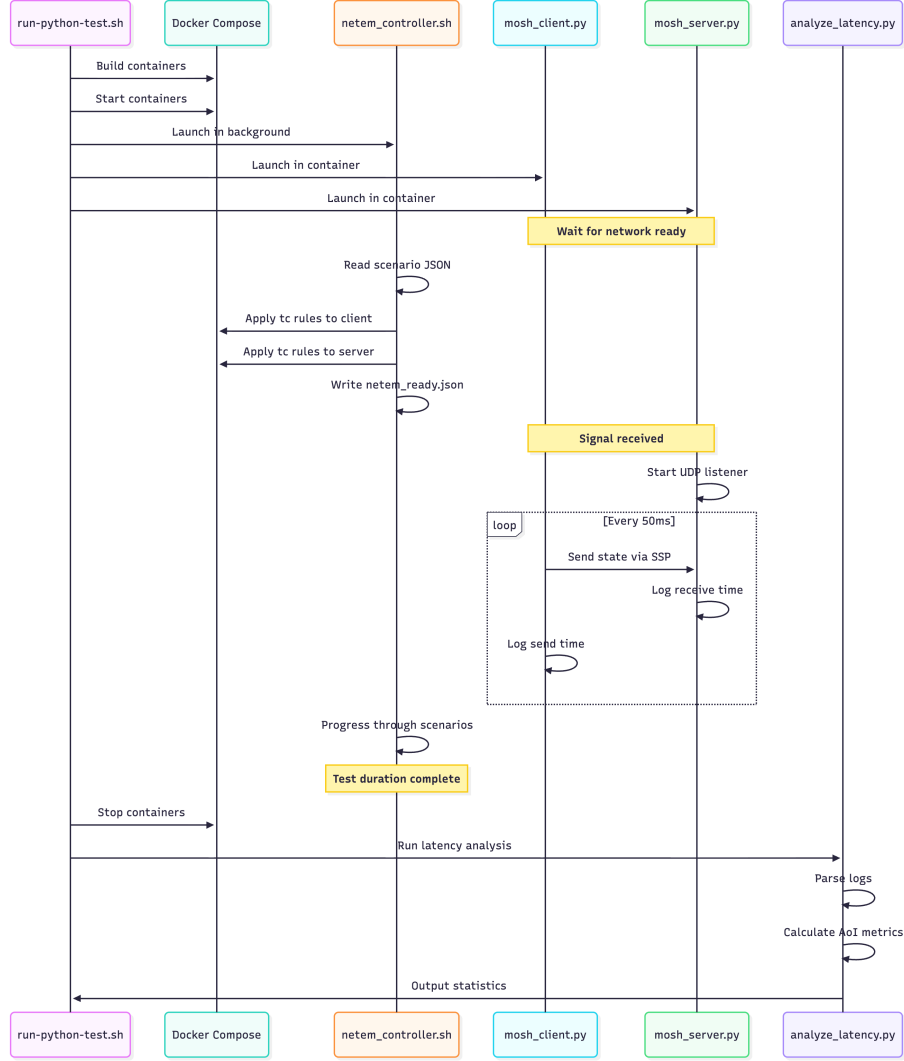 run-python-test.sh
Docker Compose
netem_controller.sh
mosh_client.py
mosh_server.py
analyze_latency.py
Build containers
Start containers
Launch in background
Launch in container
Launch in container
Wait for network ready
Read scenario JSON
Apply tc rules to client
Apply tc rules to server
Write netem_ready.json
Signal received
Start UDP listener
loop
[Every 50ms]
Send state via SSP
Log receive time
Log send time
Progress through scenarios
Test duration complete
Stop containers
Run latency analysis
Parse logs
Calculate AoI metrics
Output statistics
run-python-test.sh
Docker Compose
netem_controller.sh
mosh_client.py
mosh_server.py
analyze_latency.py